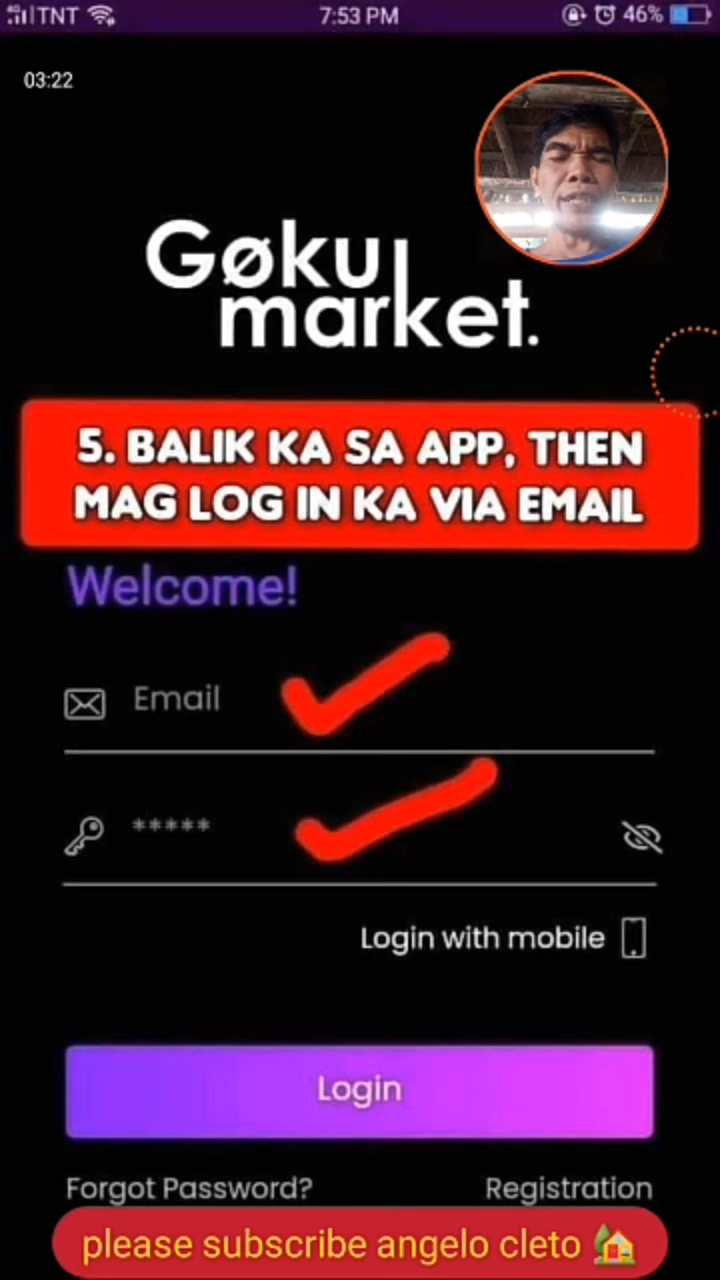 TNT 7:53 PM 46%
03:22
Gøku
market.
5. BALIK KA SA APP, THEN
MAG LOG IN KA VIA EMAIL
Welcome!
Email
*****
Login with mobile
Login
Forgot Password? Registration
please subscribe angelo cleto